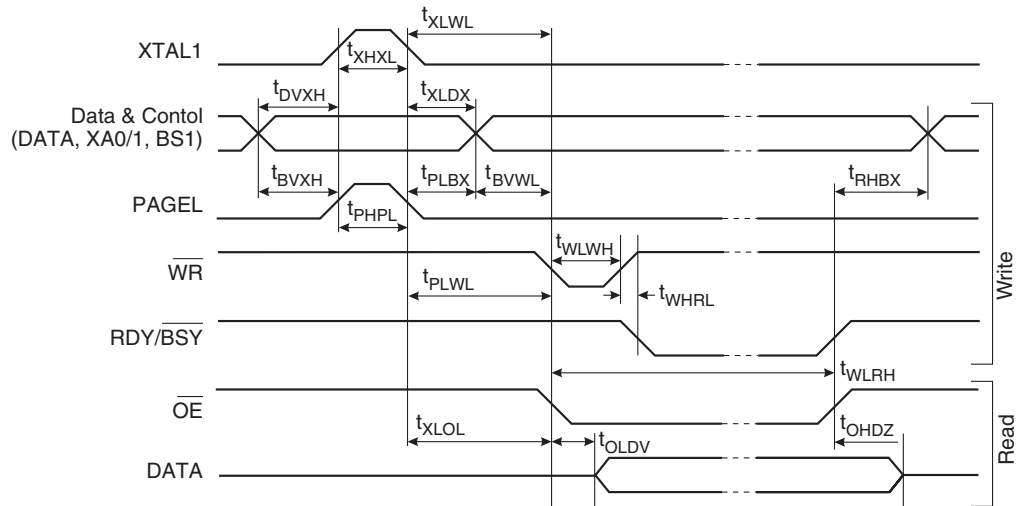 tXLWL
XTAL1
tXHXL
tDVXH
tXLDX
Data & Contol
(DATA, XA0/1, BS1)
tBVXH
tPLBX
tBVWL
tRHBX
PAGEL
tPHPL
tWLWH
WR
tPLWL
tWHRL
RDY/BSY
tWLRH
Write
OE
tXLOL
tOLDV
tOHDZ
DATA
Read